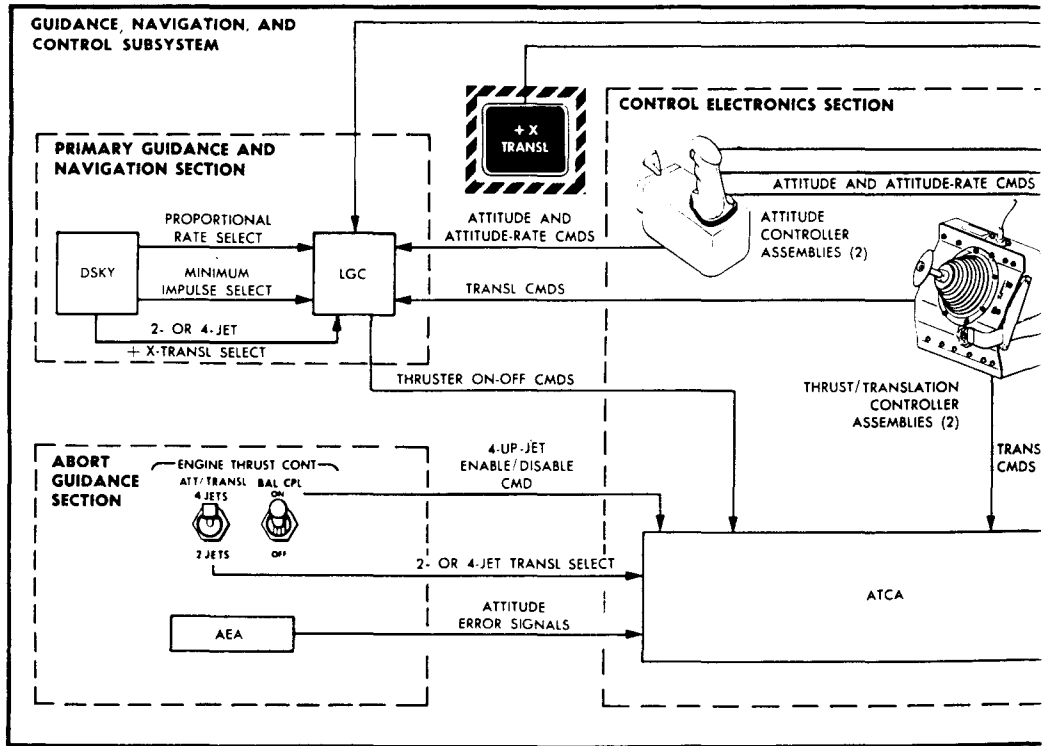 GUIDANCE, NAVIGATION, AND
CONTROL SUBSYSTEM
+ X
TRANSL
CONTROL ELECTRONICS SECTION
PRIMARY GUIDANCE AND
NAVIGATION SECTION
ATTITUDE AND ATTITUDE-RATE CMDS
PROPORTIONAL
RATE SELECT
ATTITUDE AND
ATTITUDE-RATE CMDS
ATTITUDE
CONTROLLER
ASSEMBLIES (2)
DSKY
LGC
MINIMUM
IMPULSE SELECT
TRANSL CMDS
2- OR 4-JET
+ X-TRANSL SELECT
THRUSTER ON-OFF CMDS
THRUST/TRANSLATION
CONTROLLER
ASSEMBLIES (2)
ABORT
GUIDANCE
SECTION
ENGINE THRUST CONT
ATT/TRANSL
4 JETS
2 JETS
BAL CPL
ON
OFF
4-UP-JET
ENABLE/DISABLE
CMD
TRANS
CMDS
2- OR 4-JET TRANSL SELECT
ATCA
AEA
ATTITUDE
ERROR SIGNALS